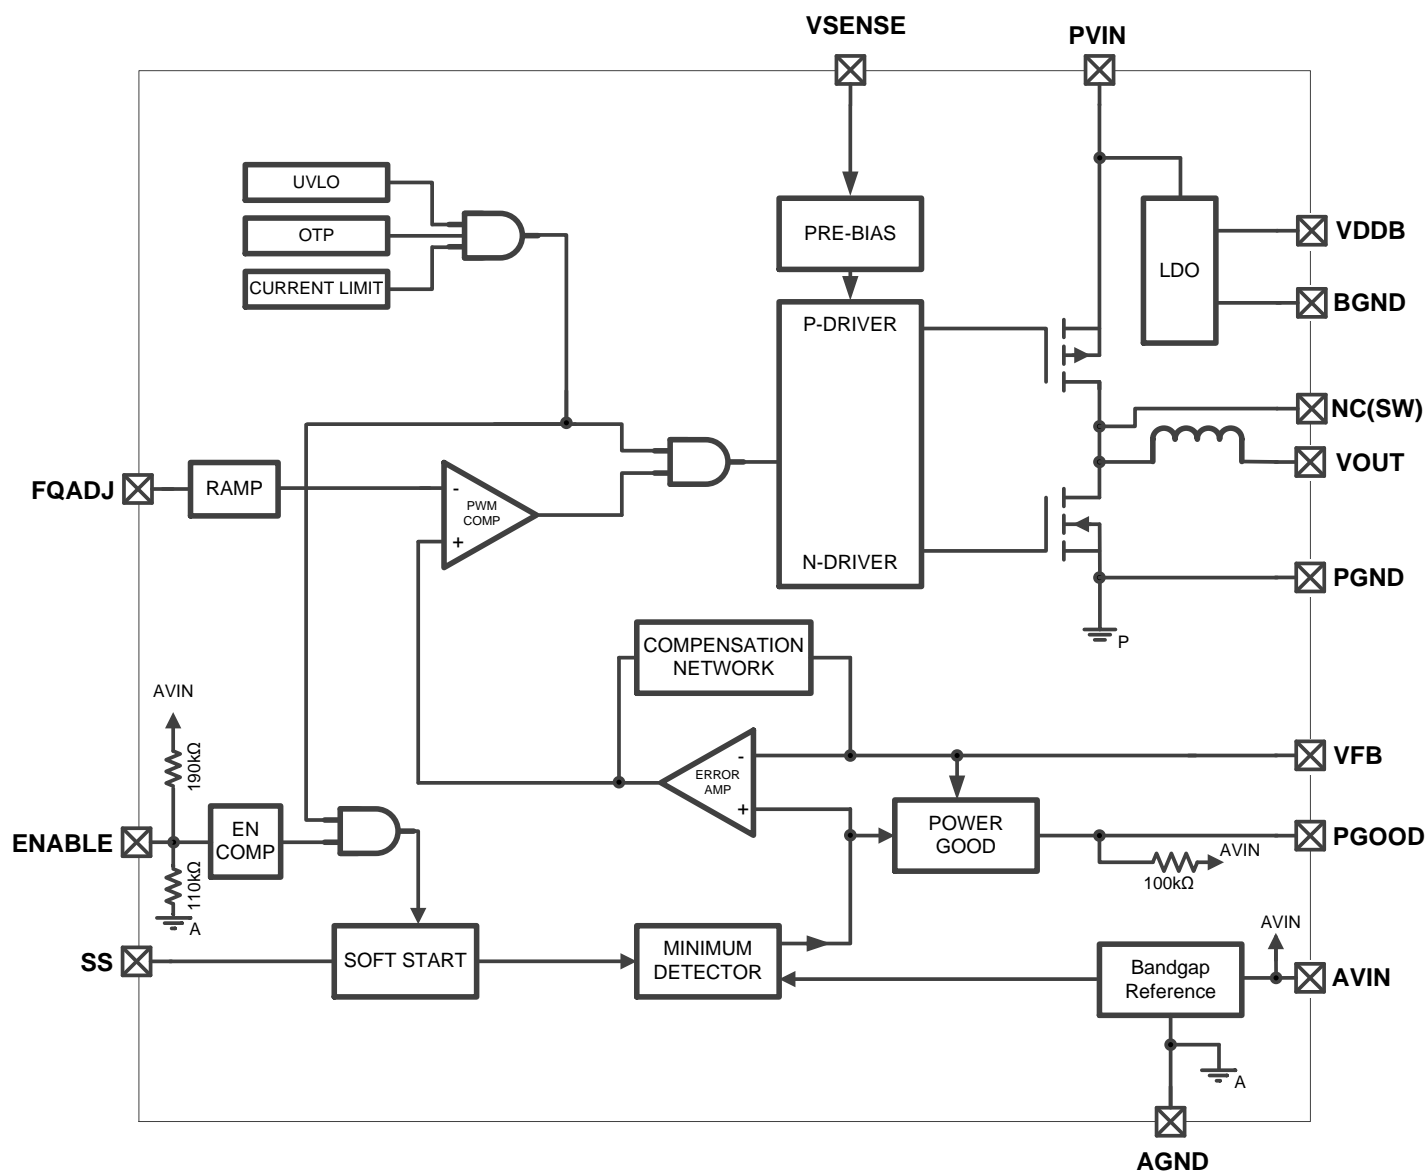 VSENSE
PVIN
UVLO
OTP
CURRENT LIMIT
PRE-BIAS
LDO
VDDB
BGND
P-DRIVER
N-DRIVER
NC(SW)
VOUT
FQADJ
RAMP
-
PWM
COMP
+
PGND
P
COMPENSATION
NETWORK
AVIN
190kΩ
110kΩ
A
ENABLE
EN
COMP
-
ERROR
AMP
+
VFB
POWER
GOOD
PGOOD
AVIN
100kΩ
SS
SOFT START
MINIMUM
DETECTOR
Bandgap
Reference
AVIN
AVIN
A
AGND